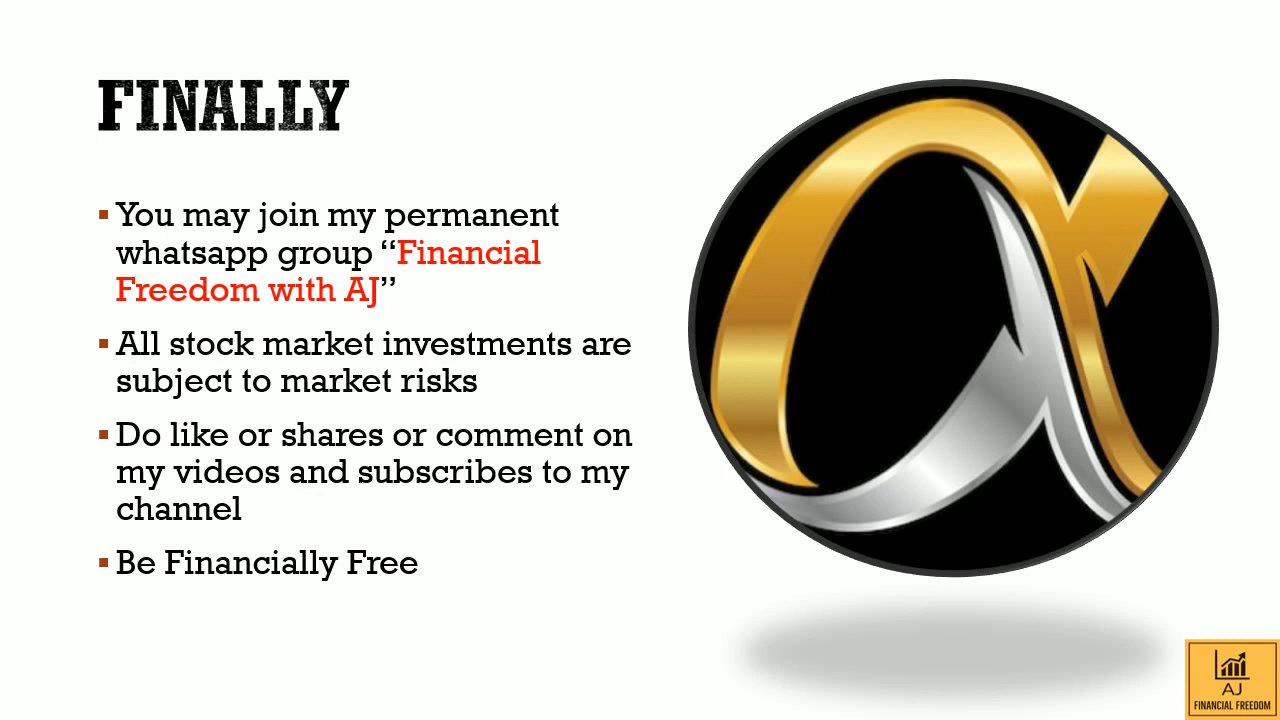 FINALLY
You may join my permanent
whatsapp group “Financial
Freedom with AJ”
All stock market investments are
subject to market risks
Do like or shares or comment on
my videos and subscribes to my
channel
Be Financially Free
AJ
FINANCIAL FREEDOM